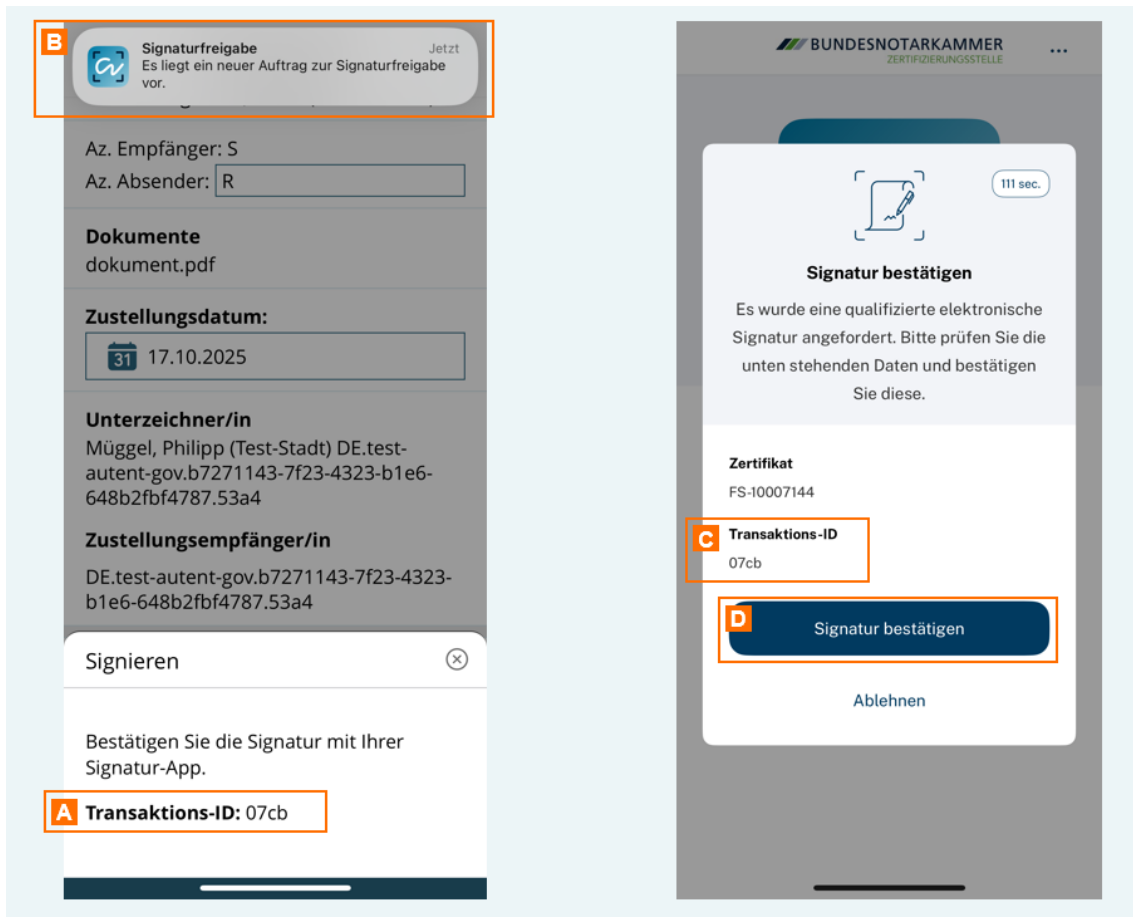 B
Signaturfreigabe
Jetzt
Es liegt ein neuer Auftrag zur Signaturfreigabe
vor.
Az. Empfänger: S
Az. Absender: R
Dokumente
dokument.pdf
Zustellungsdatum:
31 17.10.2025
Unterzeichner/in
Müggel, Philipp (Test-Stadt) DE.test-
autent-gov.b7271143-7f23-4323-b1e6-
648b2fbf4787.53a4
Zustellungsempfänger/in
DE.test-autent-gov.b7271143-7f23-4323-
b1e6-648b2fbf4787.53a4
Signieren
Bestätigen Sie die Signatur mit Ihrer
Signatur-App.
A Transaktions-ID: 07cb
BUNDESNOTARKAMMER
ZERTIFIZIERUNGSSTELLE
111 sec.
Signatur bestätigen
Es wurde eine qualifizierte elektronische
Signatur angefordert. Bitte prüfen Sie die
unten stehenden Daten und bestätigen
Sie diese.
Zertifikat
FS-10007144
C Transaktions-ID
07cb
D Signatur bestätigen
Ablehnen